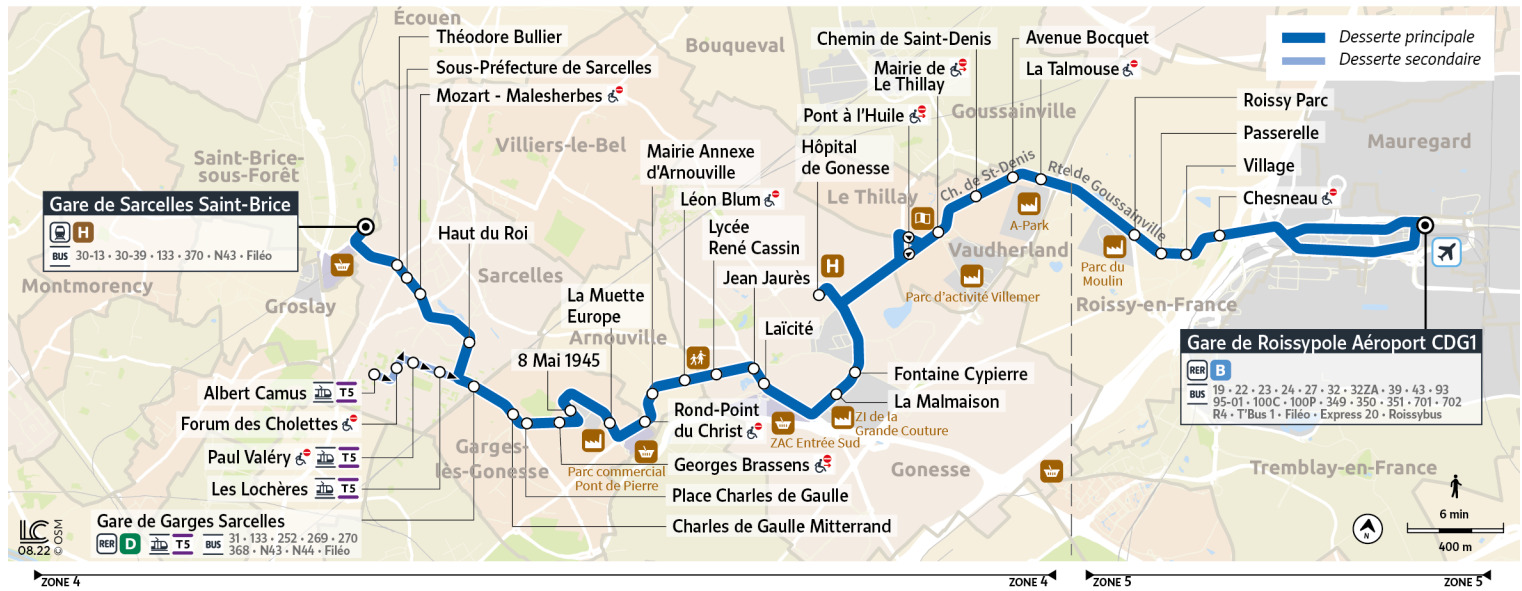 Écouen
Théodore Bullier
Sous-Préfecture de Sarcelles
Mozart - Malesherbes
Bouqueval
Chemin de Saint-Denis
Avenue Bocquet
Mairie de
Le Thillay
La Talmouse
Desserte principale
Desserte secondaire
Goussainville
Pont à l'Huile
Roissy Parc
Passerelle
Village
Chesneau
Mauregard
Villiers-le-Bel
Saint-Brice-
sous-Forêt
Mairie Annexe
d'Arnouville
Hôpital
de Gonesse
Léon Blum
Le Thillay
Ch. de St-Denis
Rte de Goussainville
Gare de Sarcelles Saint-Brice
H
BUS 30-13 • 30-39 • 133 • 370 • N43 • Filéo
Haut du Roi
Lycée
René Cassin
A-Park
Vaudherland
Jean Jaurès
H
Parc du
Moulin
Montmorency
Sarcelles
Groslay
La Muette
Europe
Parc d'activité Villemer
Roissy-en-France
Arnouville
Laïcité
8 Mai 1945
Gare de Roissypole Aéroport CDG1
RER B
BUS
19 • 22 • 23 • 24 • 27 • 32 • 32ZA • 39 • 43 • 93
95-01 • 100C • 100P • 349 • 350 • 351 • 701 • 702
R4 • T'Bus 1 • Filéo • Express 20 • Roissybus
Albert Camus T5
Forum des Cholettes
Paul Valéry T5
Les Lochères T5
Fontaine Cypierre
La Malmaison
Rond-Point
du Christ
ZI de la
Grande Couture
ZAC Entrée Sud
Garges-
lès-Gonesse
Parc commercial
Pont de Pierre
Georges Brassens
Gonesse
Tremblay-en-France
Place Charles de Gaulle
Charles de Gaulle Mitterrand
Gare de Garges Sarcelles
RER D T5 BUS
31 • 133 • 252 • 269 • 270
368 • N43 • N44 • Filéo
LC
08.22
© OSM
N
6 min
400 m
ZONE 4
ZONE 4
ZONE 5
ZONE 5